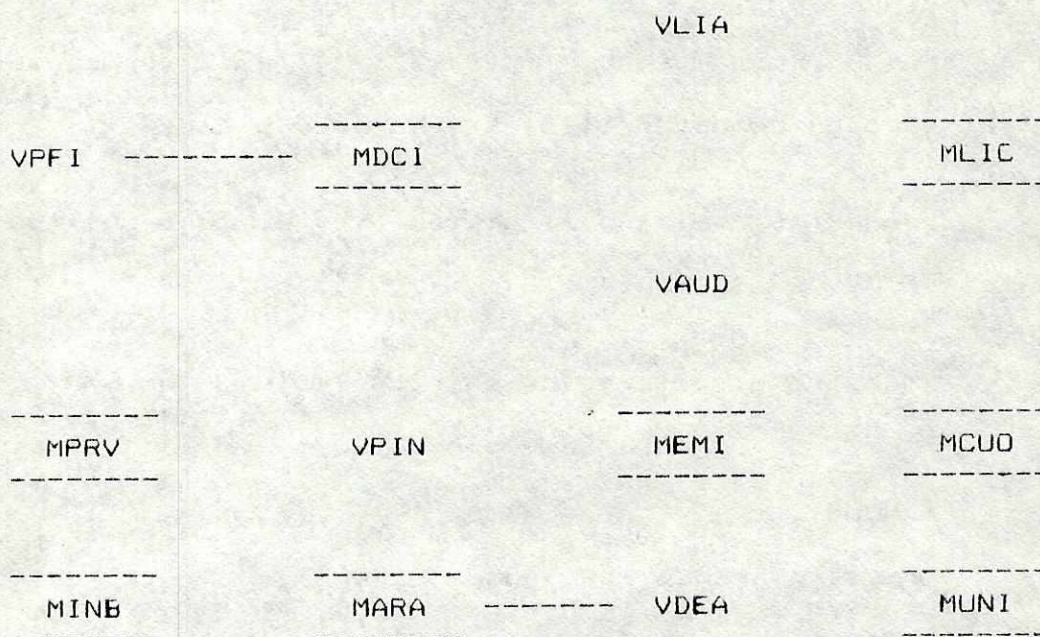 VLIA
VPFI ---------- MDCI MLIC
VAUD
MPRV VPIN MEMI MCUO
MINB MARA ------- VDEA MUNI